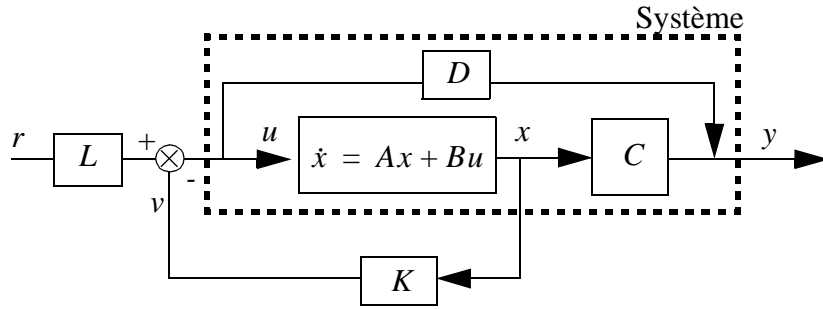 Système
D
r
L
+
-
v
u
ẋ = Ax + Bu
x
C
y
K